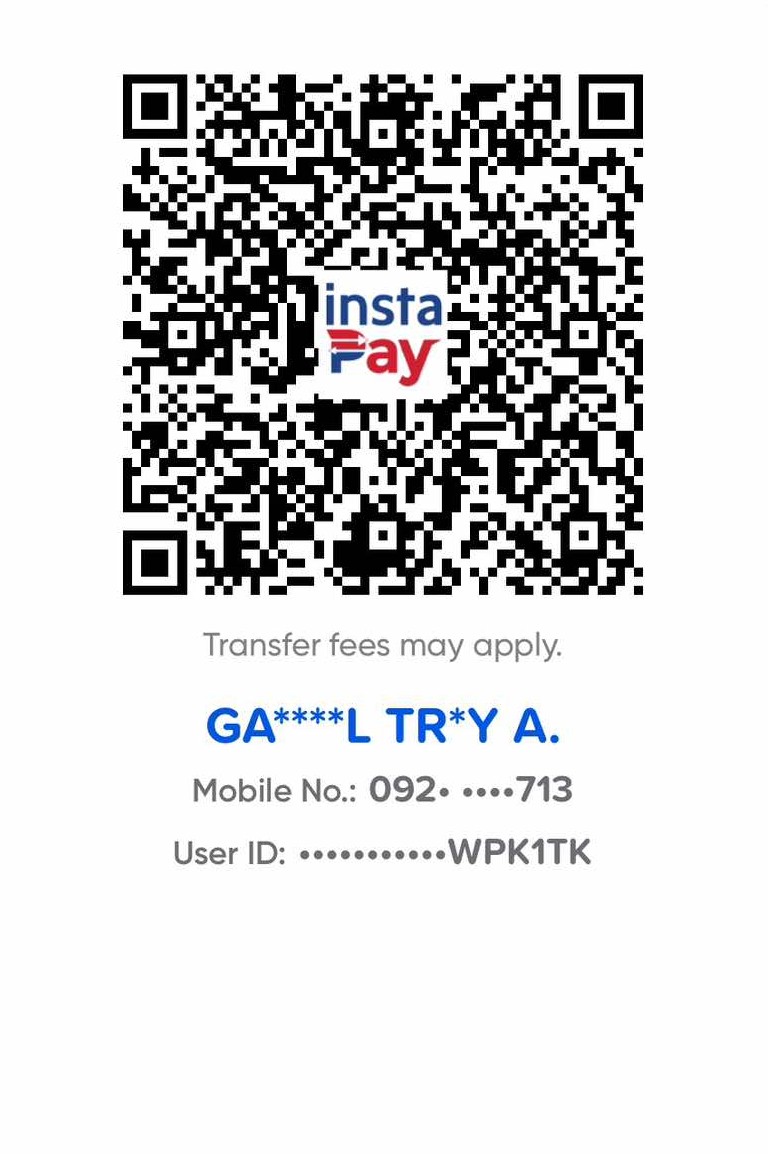 insta
Pay
Transfer fees may apply.
GA****L TR*Y A.
Mobile No.: 092• ••••713
User ID: •••••••••••WPK1TK